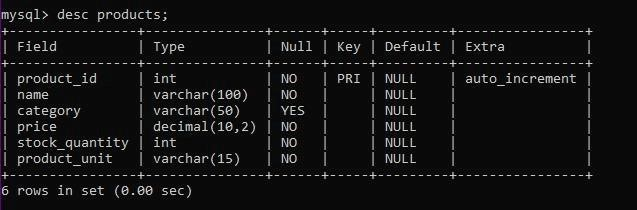 mysql> desc products;
+----------------+---------------+------+-----+---------+----------------+
| Field          | Type          | Null | Key | Default | Extra          |
+----------------+---------------+------+-----+---------+----------------+
| product_id     | int           | NO   | PRI | NULL    | auto_increment |
| name           | varchar(100)  | NO   |     | NULL    |                |
| category       | varchar(50)   | YES  |     | NULL    |                |
| price          | decimal(10,2) | NO   |     | NULL    |                |
| stock_quantity | int           | NO   |     | NULL    |                |
| product_unit   | varchar(15)   | NO   |     | NULL    |                |
+----------------+---------------+------+-----+---------+----------------+
6 rows in set (0.00 sec)